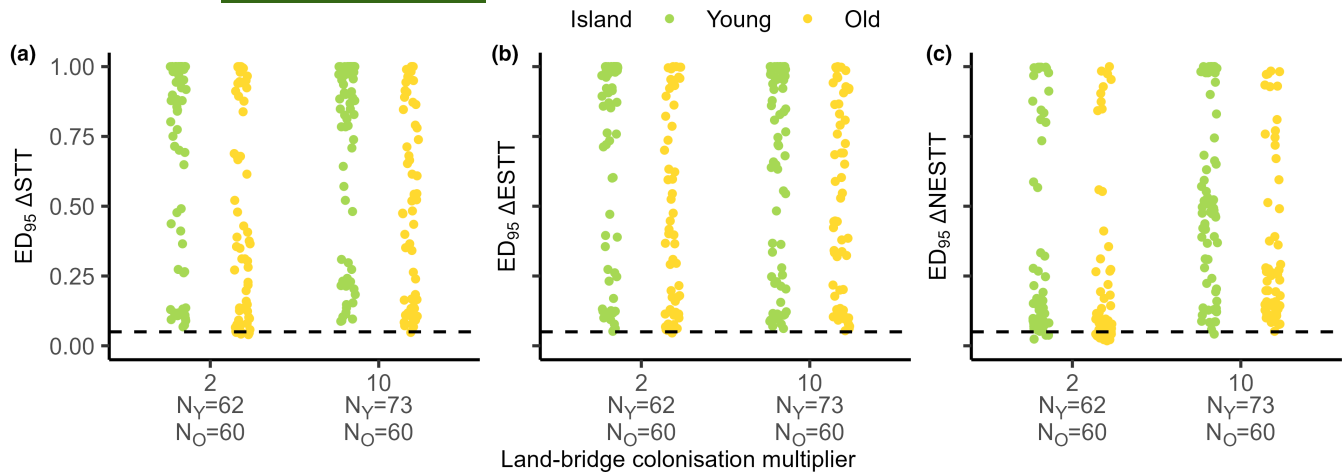 Island Young Old
(a) (b) (c)
ED95 ΔSTT
1.00
0.75
0.50
0.25
0.00
ED95 ΔESTT
ED95 ΔNESTT
2 10 2 10 2 10
NY=62 NY=73 NY=62 NY=73 NY=62 NY=73
NO=60 NO=60 NO=60 NO=60 NO=60 NO=60
Land-bridge colonisation multiplier